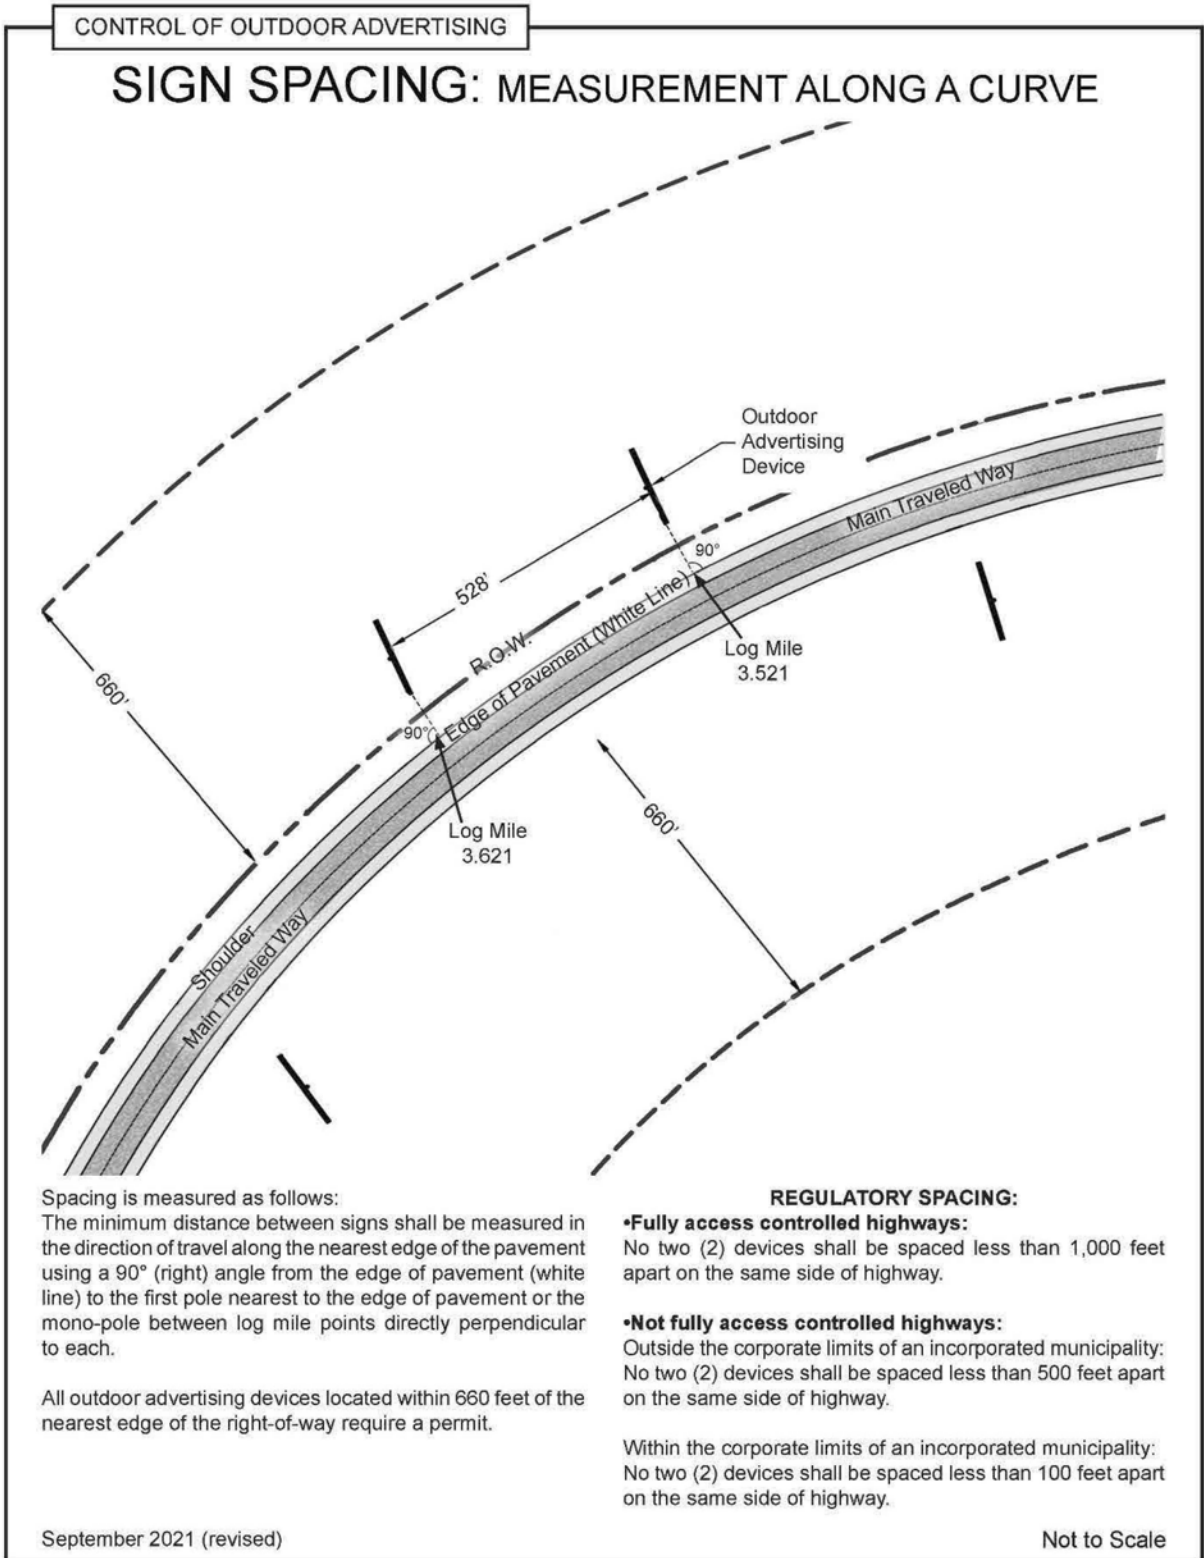 CONTROL OF OUTDOOR ADVERTISING
SIGN SPACING: MEASUREMENT ALONG A CURVE
Outdoor
Advertising
Device
Main Traveled Way
90°
528'
R.O.W.
Edge of Pavement (White Line)
Log Mile
3.521
660'
90°
Log Mile
3.621
660'
Shoulder
Main Traveled Way
Spacing is measured as follows:
The minimum distance between signs shall be measured in
the direction of travel along the nearest edge of the pavement
using a 90° (right) angle from the edge of pavement (white
line) to the first pole nearest to the edge of pavement or the
mono-pole between log mile points directly perpendicular
to each.
All outdoor advertising devices located within 660 feet of the
nearest edge of the right-of-way require a permit.
REGULATORY SPACING:
•Fully access controlled highways:
No two (2) devices shall be spaced less than 1,000 feet
apart on the same side of highway.
•Not fully access controlled highways:
Outside the corporate limits of an incorporated municipality:
No two (2) devices shall be spaced less than 500 feet apart
on the same side of highway.
Within the corporate limits of an incorporated municipality:
No two (2) devices shall be spaced less than 100 feet apart
on the same side of highway.
September 2021 (revised)
Not to Scale